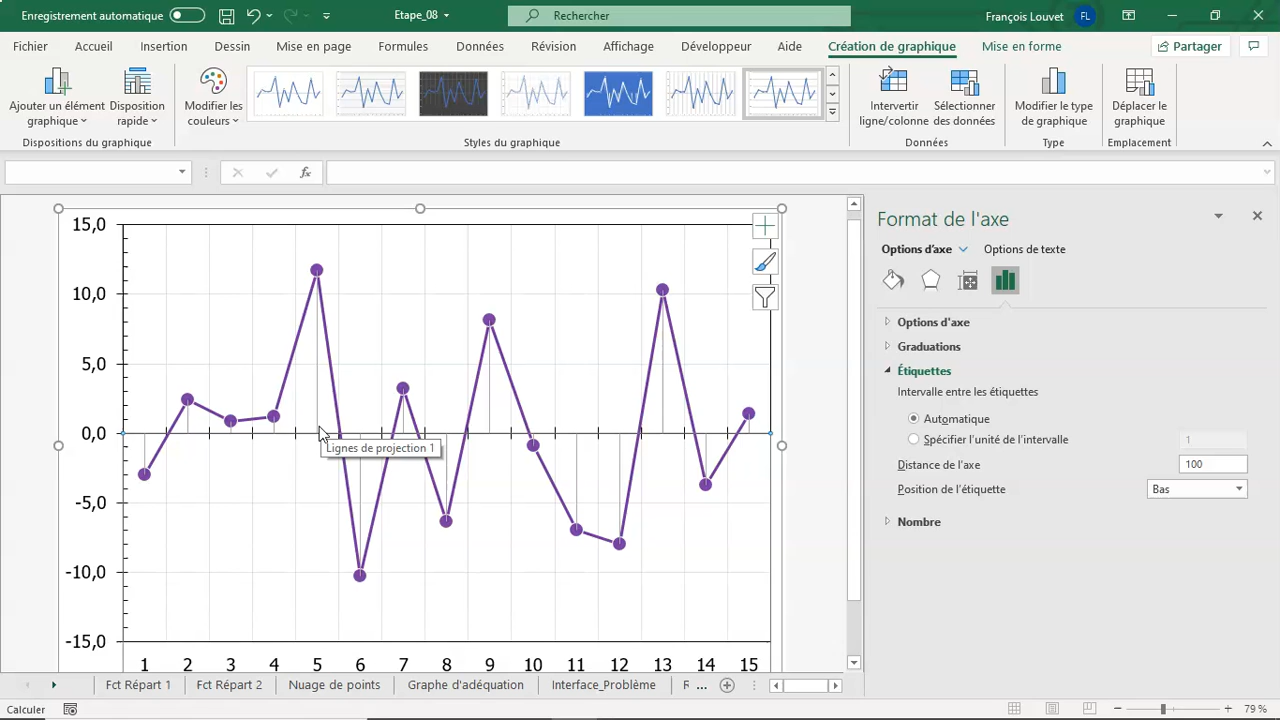 Enregistrement automatique
Etape_08
Rechercher
François Louvet
FL
Fichier
Accueil
Insertion
Dessin
Mise en page
Formules
Données
Révision
Affichage
Développeur
Aide
Création de graphique
Mise en forme
Partager
Ajouter un élément graphique
Disposition rapide
Modifier les couleurs
Intervertir ligne/colonne
Sélectionner des données
Modifier le type de graphique
Déplacer le graphique
Dispositions du graphique
Styles du graphique
Données
Type
Emplacement
fx
Format de l'axe
Options d'axe
Options de texte
Options d'axe
Graduations
Étiquettes
Intervalle entre les étiquettes
Automatique
Spécifier l'unité de l'intervalle
1
Distance de l'axe
100
Position de l'étiquette
Bas
Nombre
15,0
10,0
5,0
0,0
-5,0
-10,0
-15,0
Lignes de projection 1
1 2 3 4 5 6 7 8 9 10 11 12 13 14 15
Fct Répart 1
Fct Répart 2
Nuage de points
Graphe d'adéquation
Interface_Problème
R ...
Calculer
79 %